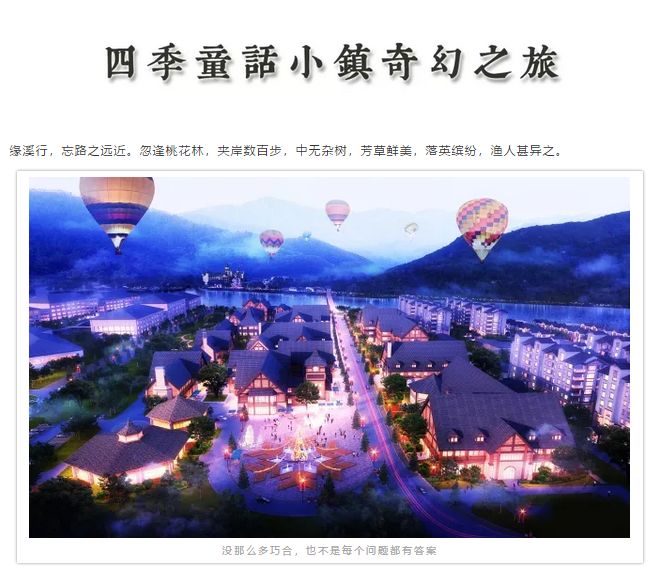 四季童話小鎮奇幻之旅
缘溪行，忘路之远近。忽逢桃花林，夹岸数百步，中无杂树，芳草鲜美，落英缤纷，渔人甚异之。
没那么多巧合，也不是每个问题都有答案